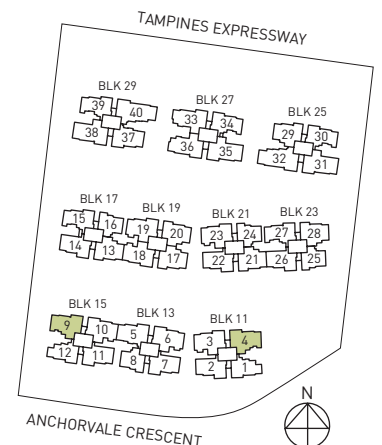 TAMPINES EXPRESSWAY
BLK 29
BLK 27
BLK 25
39 40
38 37
33 34
36 35
29 30
32 31
BLK 17
BLK 19
BLK 21
BLK 23
15 16
14 13
19 20
18 17
23 24
22 21
27 28
26 25
BLK 15
BLK 13
BLK 11
9 10
12 11
5 6
8 7
3 4
2 1
N
ANCHORVALE CRESCENT